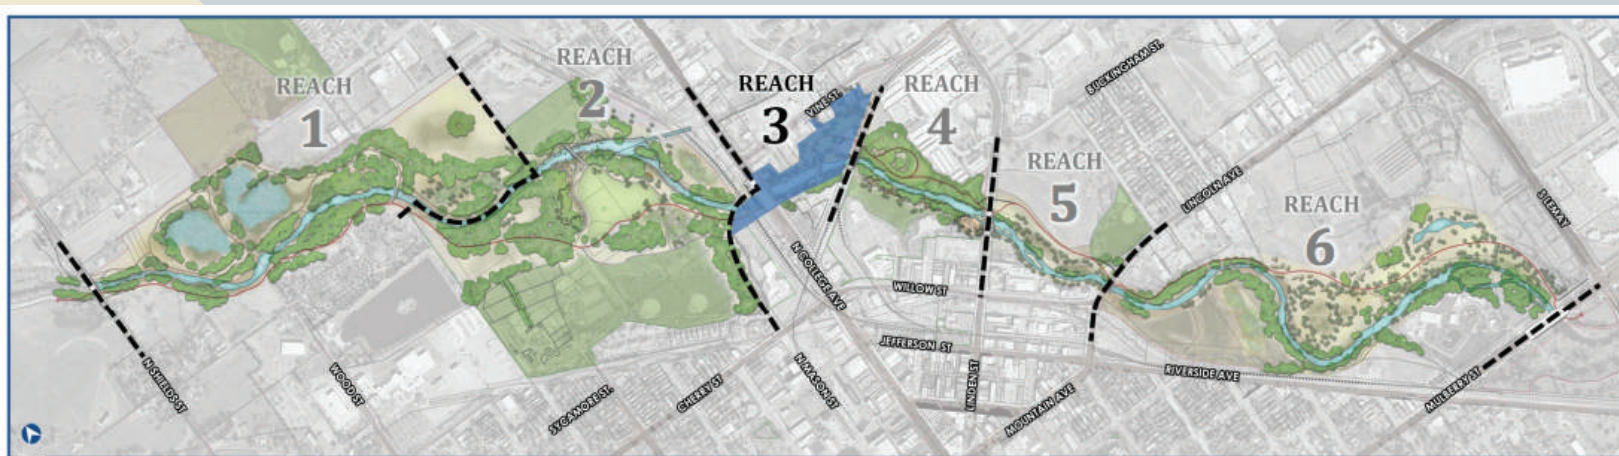 REACH
1
REACH
2
REACH
3
REACH
4
REACH
5
REACH
6
VINE ST.
BUCKINGHAM ST.
LINCOLN AVE
S LEMAY
N COLLEGE AVE
WILLOW ST
JEFFERSON ST
LINDEN ST
RIVERSIDE AVE
MOUNTAIN AVE
MULBERRY ST
N SHIELDS ST
WOOD ST
SYCAMORE ST.
CHERRY ST
N MASON ST